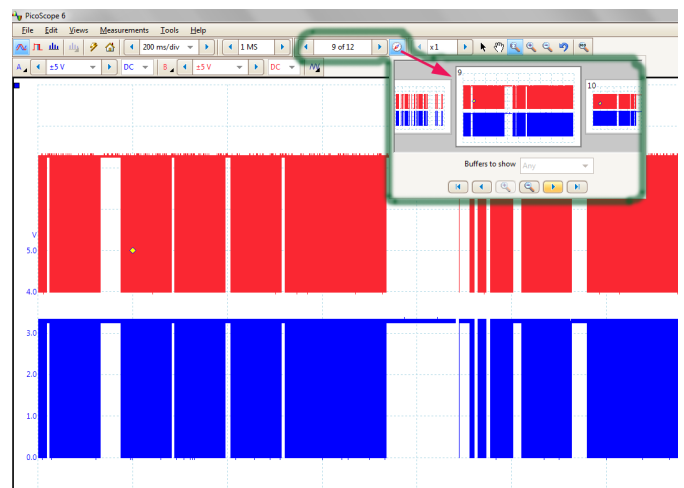 PicoScope 6
File Edit Views Measurements Tools Help
200 ms/div 1 MS 9 of 12 x1
A ±5 V DC B ±5 V DC
9
10
Buffers to show Any
V
5.0
4.0
3.0
2.0
1.0
0.0